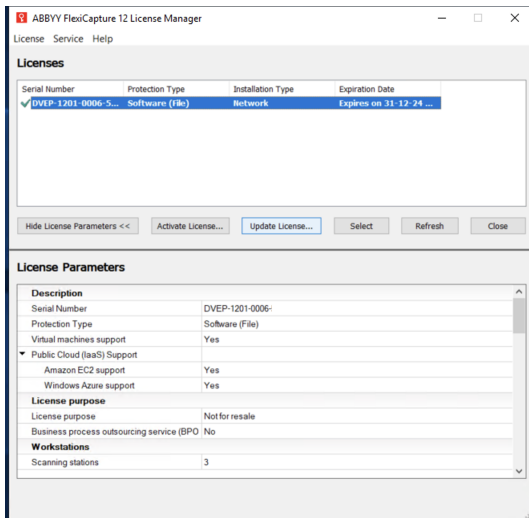 ABBYY FlexiCapture 12 License Manager
License Service Help
Licenses
Serial Number Protection Type Installation Type Expiration Date
DVEP-1201-0006-5... Software (File) Network Expires on 31-12-24 ...
Hide License Parameters << Activate License... Update License... Select Refresh Close
License Parameters
Description
Serial Number DVEP-1201-0006-
Protection Type Software (File)
Virtual machines support Yes
Public Cloud (IaaS) Support
Amazon EC2 support Yes
Windows Azure support Yes
License purpose
License purpose Not for resale
Business process outsourcing service (BPO No
Workstations
Scanning stations 3